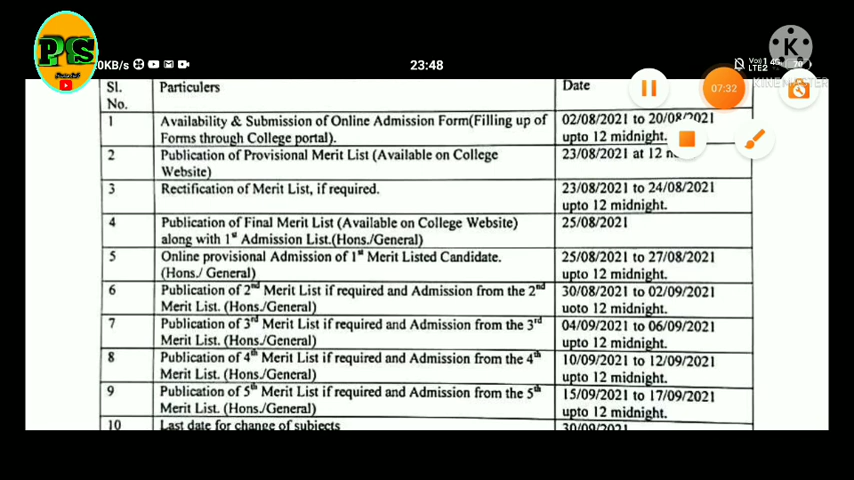 PCS
.0KB/s
23:48
Vo))
4G
LTE2
70
K
KINEMASTER
07:32
Sl.
No.
Particulers
Date
1
Availability & Submission of Online Admission Form(Filling up of
Forms through College portal).
02/08/2021 to 20/08/2021
upto 12 midnight.
2
Publication of Provisional Merit List (Available on College
Website)
23/08/2021 at 12
3
Rectification of Merit List, if required.
23/08/2021 to 24/08/2021
upto 12 midnight.
4
Publication of Final Merit List (Available on College Website)
along with 1st Admission List.(Hons./General)
25/08/2021
5
Online provisional Admission of 1st Merit Listed Candidate.
(Hons./ General)
25/08/2021 to 27/08/2021
upto 12 midnight.
6
Publication of 2nd Merit List if required and Admission from the 2nd
Merit List. (Hons./General)
30/08/2021 to 02/09/2021
uoto 12 midnight.
7
Publication of 3rd Merit List if required and Admission from the 3rd
Merit List. (Hons./General)
04/09/2021 to 06/09/2021
upto 12 midnight.
8
Publication of 4th Merit List if required and Admission from the 4th
Merit List. (Hons./General)
10/09/2021 to 12/09/2021
upto 12 midnight.
9
Publication of 5th Merit List if required and Admission from the 5th
Merit List. (Hons./General)
15/09/2021 to 17/09/2021
upto 12 midnight.
10
Last date for change of subjects
30/09/2021